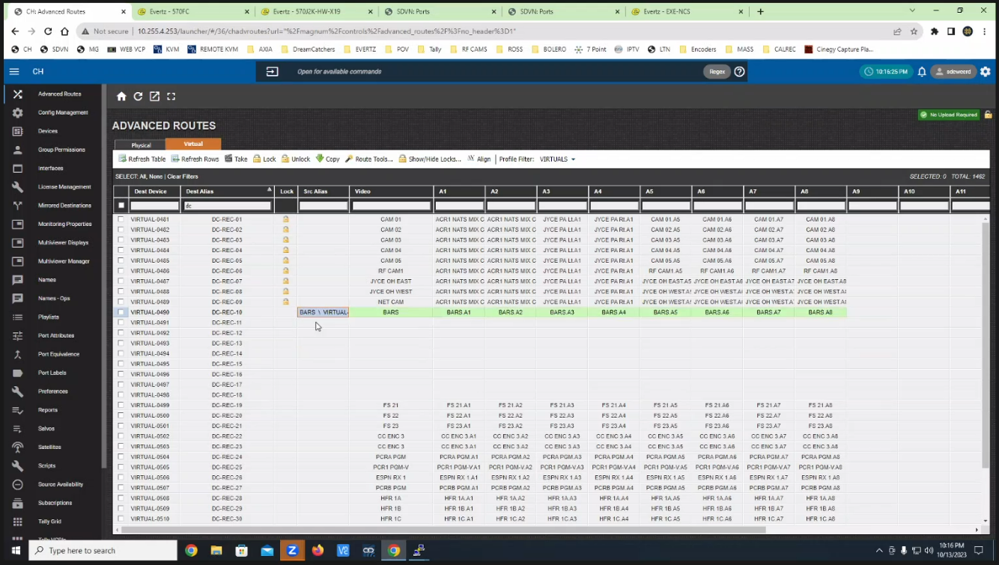 CH: Advanced Routes
Evertz - 570FC
Evertz - 570J2K-HW-X19
SDVN: Ports
SDVN: Ports
Evertz - EXE-NCS
Not secure | 10.255.4.253/launcher/#/36/chadvroutes?url="%2Fmagnum%2Fcontrols%2Fadvanced_routes%2F%3Fno_header%3D1"
CH SDVN MG WEB VCP KVM REMOTE KVM AXIA DreamCatchers EVERTZ POV Tally RF CAMS ROSS BOLERO 7 Point IPTV LTN Encoders MASS CALREC Cinegy Capture Pla...
CH
Open for available commands
Regex
10:16:25 PM
sdeweerd
Advanced Routes
Config Management
Devices
Group Permissions
Interfaces
License Management
Mirrored Destinations
Monitoring Properties
Multiviewer Displays
Multiviewer Manager
Names
Names - Ops
Playlists
Port Attributes
Port Equivalence
Port Labels
Preferences
Reports
Salvos
Satellites
Scripts
Source Availability
Subscriptions
Tally Grid
No Upload Required
ADVANCED ROUTES
Physical
Virtual
Refresh Table Refresh Rows Take Lock Unlock Copy Route Tools... Show/Hide Locks... Align | Profile Filter: VIRTUALS
SELECT: All, None | Clear Filters
SELECTED: 0 TOTAL: 1462
Dest Device Dest Alias Lock Src Alias Video A1 A2 A3 A4 A5 A6 A7 A8 A9 A10 A11
dc
VIRTUAL-0481 DC-REC-01 CAM 01 ACR1 NATS MIX C ACR1 NATS MIX C JYCE PA Lt.A1 JYCE PA Rt.A1 CAM 01.A5 CAM 01.A6 CAM 01.A7 CAM 01.A8
VIRTUAL-0482 DC-REC-02 CAM 02 ACR1 NATS MIX C ACR1 NATS MIX C JYCE PA Lt.A1 JYCE PA Rt.A1 CAM 02.A5 CAM 02.A6 CAM 02.A7 CAM 02.A8
VIRTUAL-0483 DC-REC-03 CAM 03 ACR1 NATS MIX C ACR1 NATS MIX C JYCE PA Lt.A1 JYCE PA Rt.A1 CAM 03.A5 CAM 03.A6 CAM 03.A7 CAM 03.A8
VIRTUAL-0484 DC-REC-04 CAM 04 ACR1 NATS MIX C ACR1 NATS MIX C JYCE PA Lt.A1 JYCE PA Rt.A1 CAM 04.A5 CAM 04.A6 CAM 04.A7 CAM 04.A8
VIRTUAL-0485 DC-REC-05 CAM 05 ACR1 NATS MIX C ACR1 NATS MIX C JYCE PA Lt.A1 JYCE PA Rt.A1 CAM 05.A5 CAM 05.A6 CAM 05.A7 CAM 05.A8
VIRTUAL-0486 DC-REC-06 RF CAM1 ACR1 NATS MIX C ACR1 NATS MIX C JYCE PA Lt.A1 JYCE PA Rt.A1 RF CAM1.A5 RF CAM1.A6 RF CAM1.A7 RF CAM1.A8
VIRTUAL-0487 DC-REC-07 JYCE OH EAST ACR1 NATS MIX C ACR1 NATS MIX C JYCE PA Lt.A1 JYCE PA Rt.A1 JYCE OH EAST.A5 JYCE OH EAST.A6 JYCE OH EAST.A7 JYCE OH EAST.A8
VIRTUAL-0488 DC-REC-08 JYCE OH WEST ACR1 NATS MIX C ACR1 NATS MIX C JYCE PA Lt.A1 JYCE PA Rt.A1 JYCE OH WEST.A JYCE OH WEST.A JYCE OH WEST.A JYCE OH WEST.A
VIRTUAL-0489 DC-REC-09 NET CAM ACR1 NATS MIX C ACR1 NATS MIX C JYCE PA Lt.A1 JYCE PA Rt.A1 JYCE OH WEST.A JYCE OH WEST.A JYCE OH WEST.A JYCE OH WEST.A
VIRTUAL-0490 DC-REC-10 BARS \ VIRTUAL- BARS BARS.A1 BARS.A2 BARS.A3 BARS.A4 BARS.A5 BARS.A6 BARS.A7 BARS.A8
VIRTUAL-0491 DC-REC-11
VIRTUAL-0492 DC-REC-12
VIRTUAL-0493 DC-REC-13
VIRTUAL-0494 DC-REC-14
VIRTUAL-0495 DC-REC-15
VIRTUAL-0496 DC-REC-16
VIRTUAL-0497 DC-REC-17
VIRTUAL-0498 DC-REC-18
VIRTUAL-0499 DC-REC-19 FS 21 FS 21.A1 FS 21.A2 FS 21.A3 FS 21.A4 FS 21.A5 FS 21.A6 FS 21.A7 FS 21.A8
VIRTUAL-0500 DC-REC-20 FS 22 FS 22.A1 FS 22.A2 FS 22.A3 FS 22.A4 FS 22.A5 FS 22.A6 FS 22.A7 FS 22.A8
VIRTUAL-0501 DC-REC-21 FS 23 FS 23.A1 FS 23.A2 FS 23.A3 FS 23.A4 FS 23.A5 FS 23.A6 FS 23.A7 FS 23.A8
VIRTUAL-0502 DC-REC-22 CC ENC 3 CC ENC 3.A1 CC ENC 3.A2 CC ENC 3.A3 CC ENC 3.A4 CC ENC 3.A5 CC ENC 3.A6 CC ENC 3.A7 CC ENC 3.A8
VIRTUAL-0503 DC-REC-23 CC ENC 3 CC ENC 3.A1 CC ENC 3.A2 CC ENC 3.A3 CC ENC 3.A4 CC ENC 3.A5 CC ENC 3.A6 CC ENC 3.A7 CC ENC 3.A8
VIRTUAL-0504 DC-REC-24 PCRA PGM PCRA PGM.A1 PCRA PGM.A2 PCRA PGM.A3 PCRA PGM.A4 PCRA PGM.A5 PCRA PGM.A6 PCRA PGM.A7 PCRA PGM.A8
VIRTUAL-0505 DC-REC-25 PCR1 PGM-V PCR1 PGM-V.A1 PCR1 PGM-V.A2 PCR1 PGM-V.A3 PCR1 PGM-V.A4 PCR1 PGM-V.A5 PCR1 PGM-V.A6 PCR1 PGM-V.A7 PCR1 PGM-V.A8
VIRTUAL-0506 DC-REC-26 ESPN RX 1 ESPN RX 1.A1 ESPN RX 1.A2 ESPN RX 1.A3 ESPN RX 1.A4 ESPN RX 1.A5 ESPN RX 1.A6 ESPN RX 1.A7 ESPN RX 1.A8
VIRTUAL-0507 DC-REC-27 PCRB PGM PCRB PGM.A1 PCRB PGM.A2 PCRB PGM.A3 PCRB PGM.A4 PCRB PGM.A5 PCRB PGM.A6 PCRB PGM.A7 PCRB PGM.A8
VIRTUAL-0508 DC-REC-28 HFR 1A HFR 1A.A1 HFR 1A.A2 HFR 1A.A3 HFR 1A.A4 HFR 1A.A5 HFR 1A.A6 HFR 1A.A7 HFR 1A.A8
VIRTUAL-0509 DC-REC-29 HFR 1B HFR 1B.A1 HFR 1B.A2 HFR 1B.A3 HFR 1B.A4 HFR 1B.A5 HFR 1B.A6 HFR 1B.A7 HFR 1B.A8
VIRTUAL-0510 DC-REC-30 HFR 1C HFR 1C.A1 HFR 1C.A2 HFR 1C.A3 HFR 1C.A4 HFR 1C.A5 HFR 1C.A6 HFR 1C.A7 HFR 1C.A8
Type here to search
10:16 PM
10/13/2023